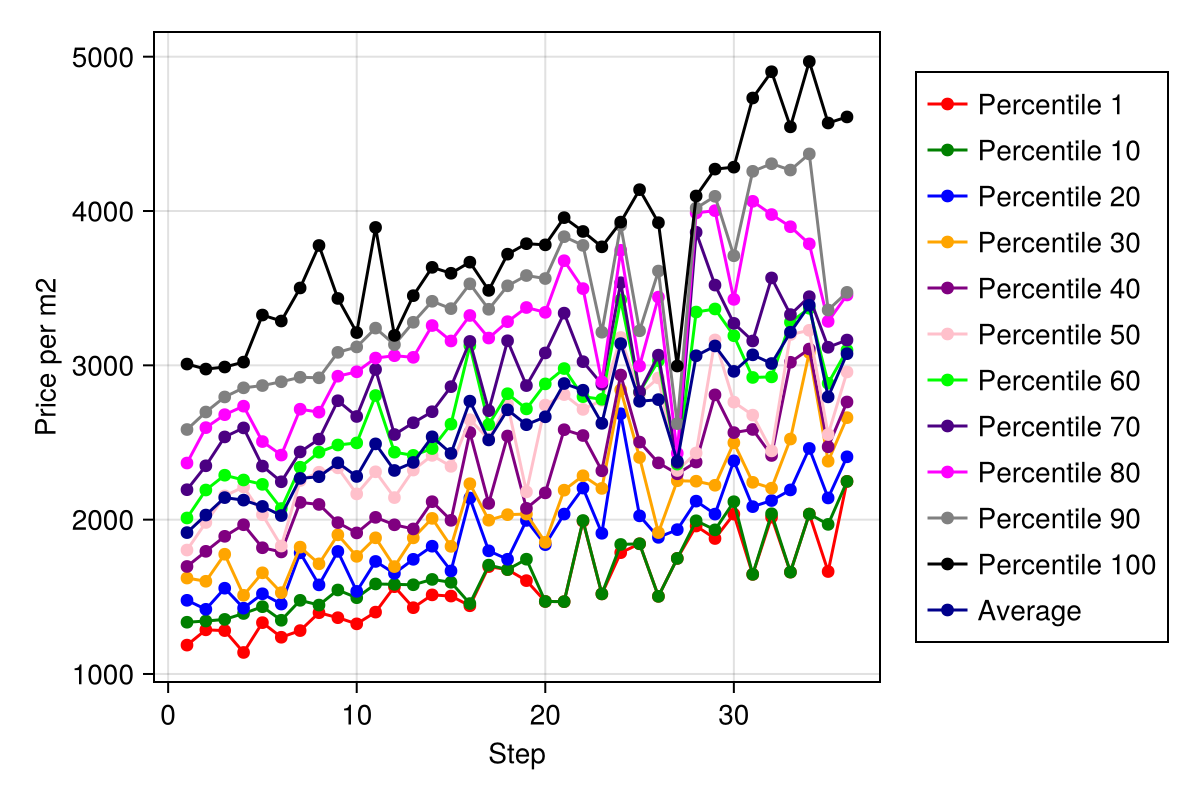 5000
4000
3000
2000
1000
Price per m2
0 10 20 30
Step
Percentile 1
Percentile 10
Percentile 20
Percentile 30
Percentile 40
Percentile 50
Percentile 60
Percentile 70
Percentile 80
Percentile 90
Percentile 100
Average